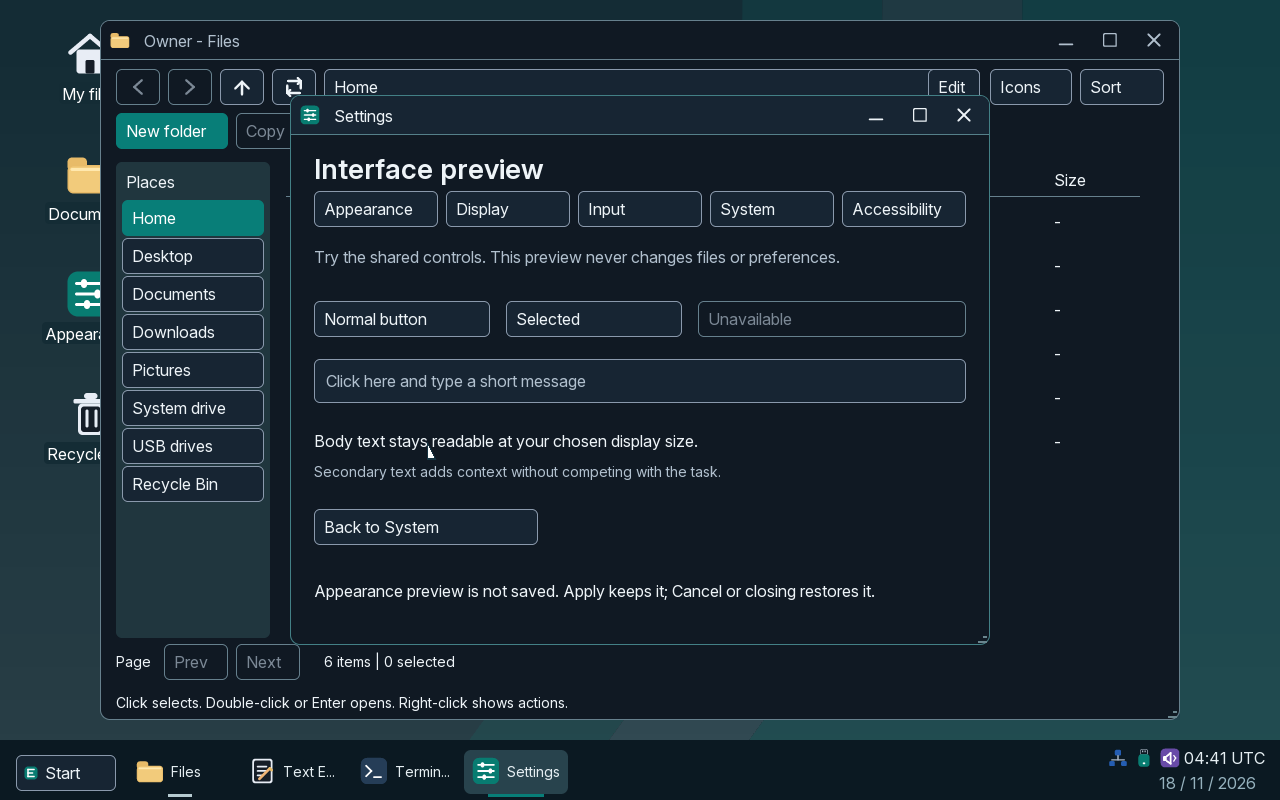 Owner - Files
My fil
Home
Edit
Icons
Sort
New folder
Copy
Settings
Interface preview
Appearance
Display
Input
System
Accessibility
Try the shared controls. This preview never changes files or preferences.
Normal button
Selected
Unavailable
Click here and type a short message
Body text stays readable at your chosen display size.
Secondary text adds context without competing with the task.
Back to System
Appearance preview is not saved. Apply keeps it; Cancel or closing restores it.
Places
Home
Desktop
Documents
Downloads
Pictures
System drive
USB drives
Recycle Bin
Size
-
-
-
-
-
-
Docum
Appear
Recycle
Page
Prev
Next
6 items | 0 selected
Click selects. Double-click or Enter opens. Right-click shows actions.
Start
Files
Text E...
Termin...
Settings
04:41 UTC
18 / 11 / 2026